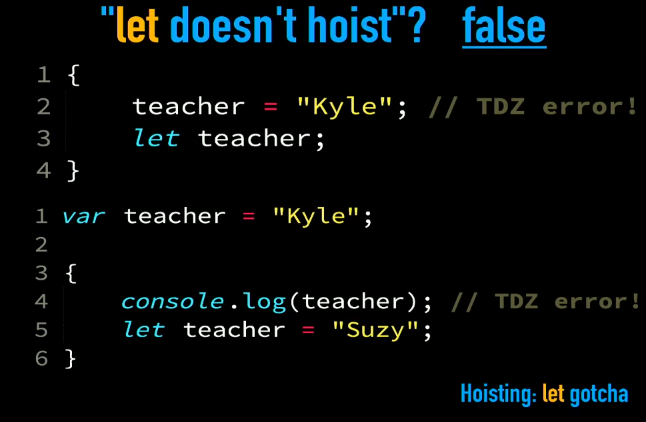 "let doesn't hoist"? false
1 {
2 teacher = "Kyle"; // TDZ error!
3 let teacher;
4 }
1 var teacher = "Kyle";
2
3 {
4 console.log(teacher); // TDZ error!
5 let teacher = "Suzy";
6 }
Hoisting: let gotcha